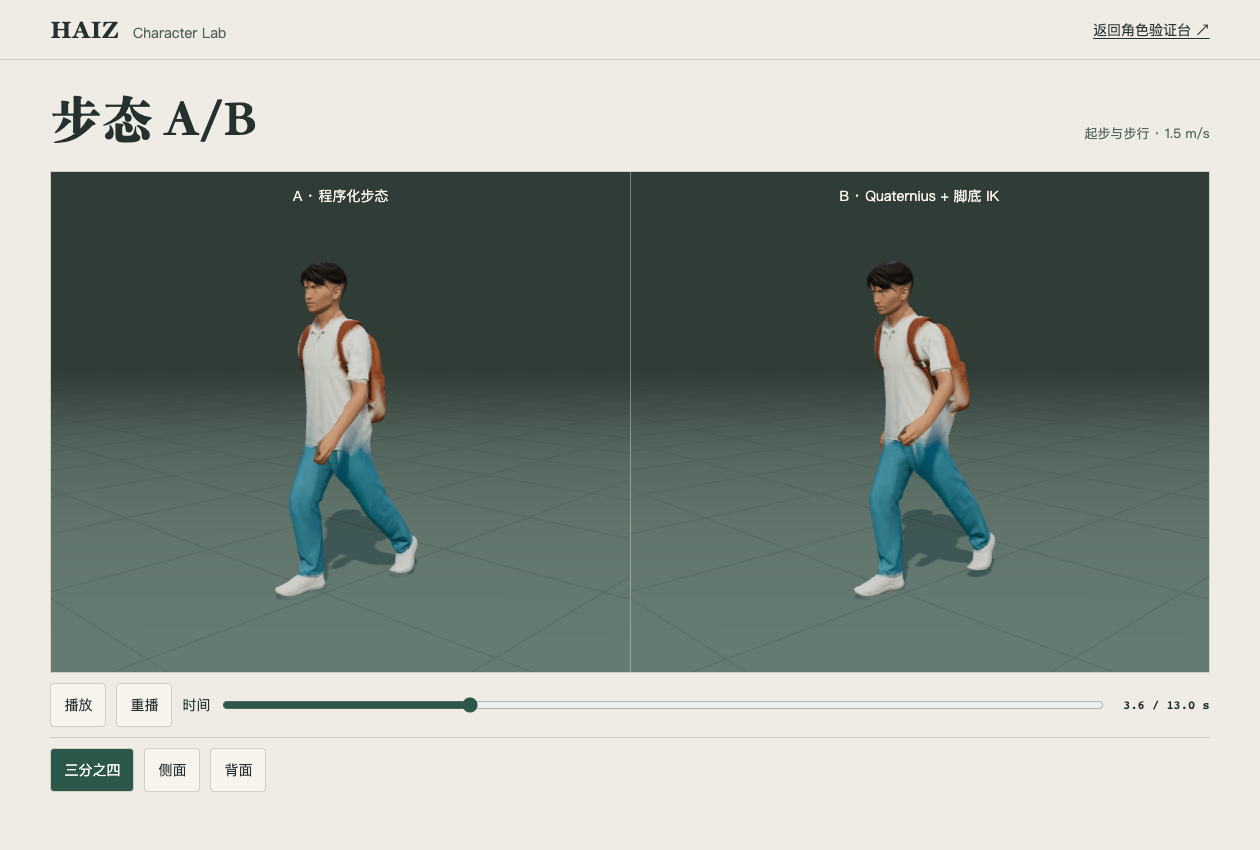 HAIZ Character Lab
返回角色验证台 ↗
步态 A/B
起步与步行 · 1.5 m/s
A · 程序化步态
B · Quaternius + 脚底 IK
播放
重播
时间
3.6 / 13.0 s
三分之四
侧面
背面